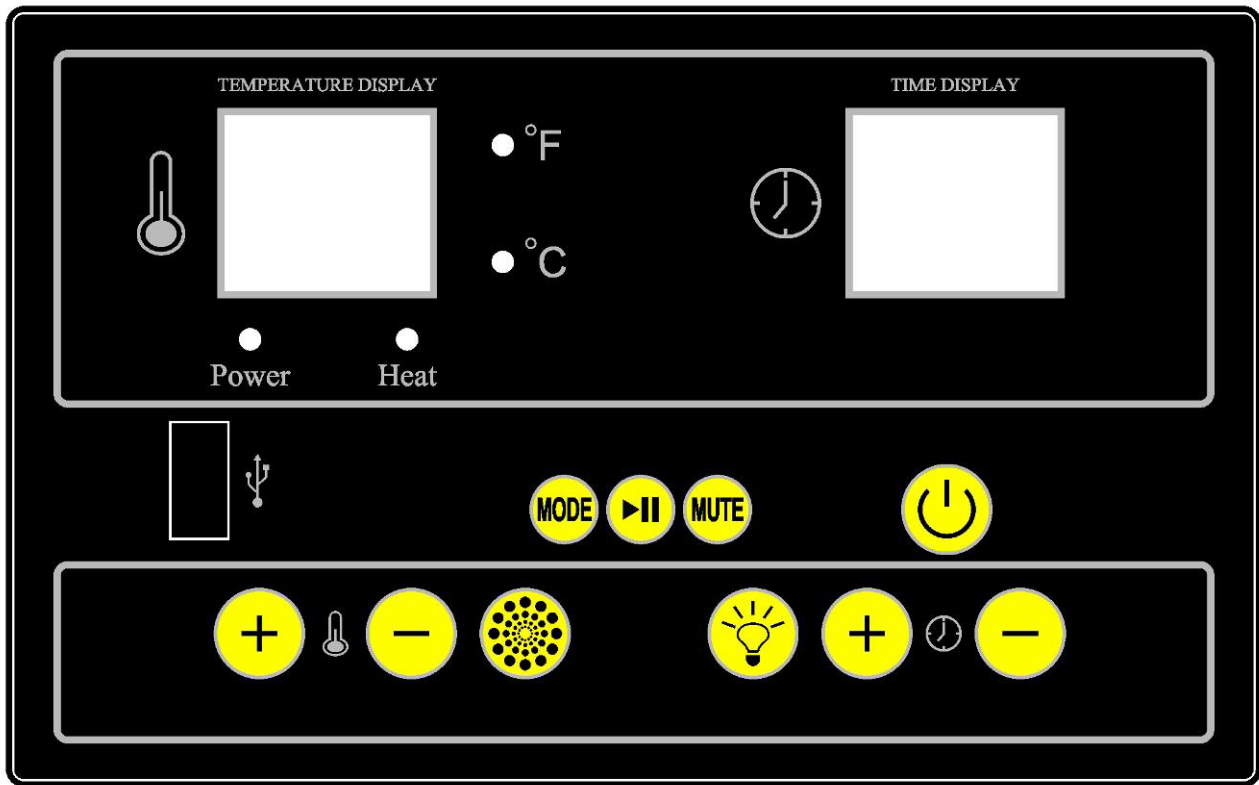 TEMPERATURE DISPLAY
TIME DISPLAY
°F
°C
Power
Heat
MODE
MUTE
+
−
+
−